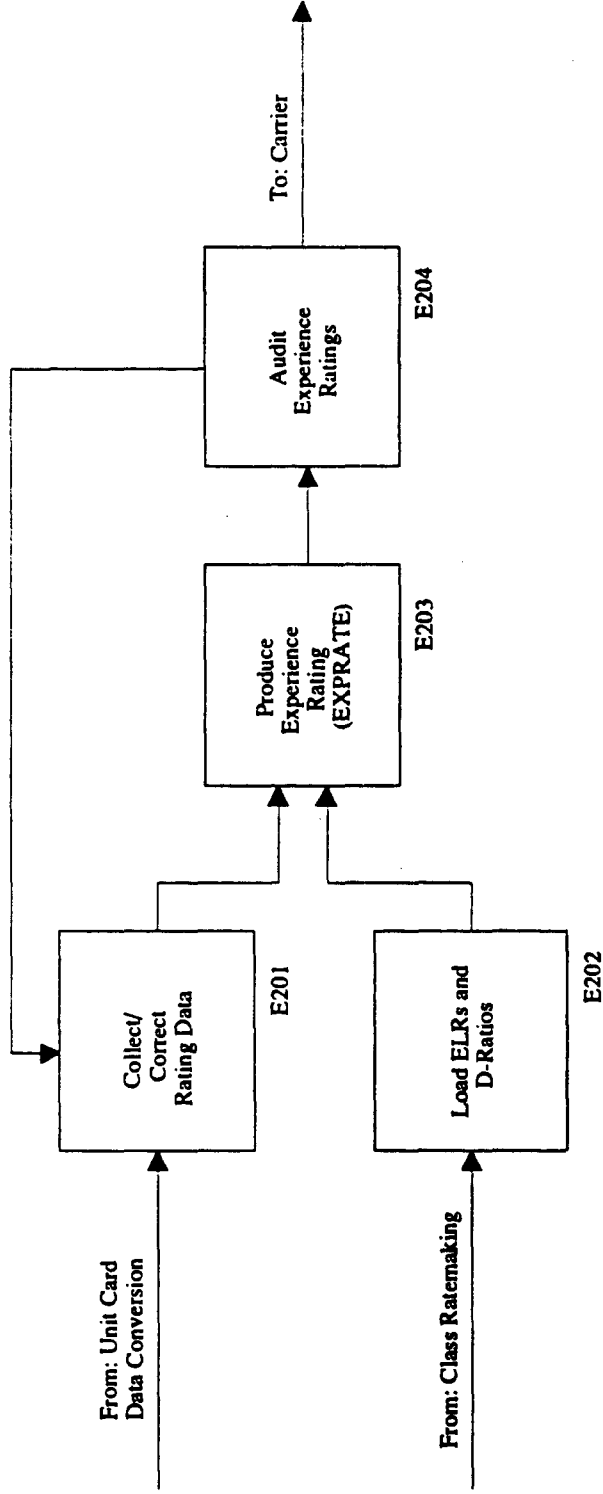 From: Unit Card
Data Conversion
Collect/
Correct
Rating Data
E201
From: Class Ratemaking
Load ELRs and
D-Ratios
E202
Produce
Experience
Rating
(EXPRATE)
E203
Audit
Experience
Ratings
E204
To: Carrier